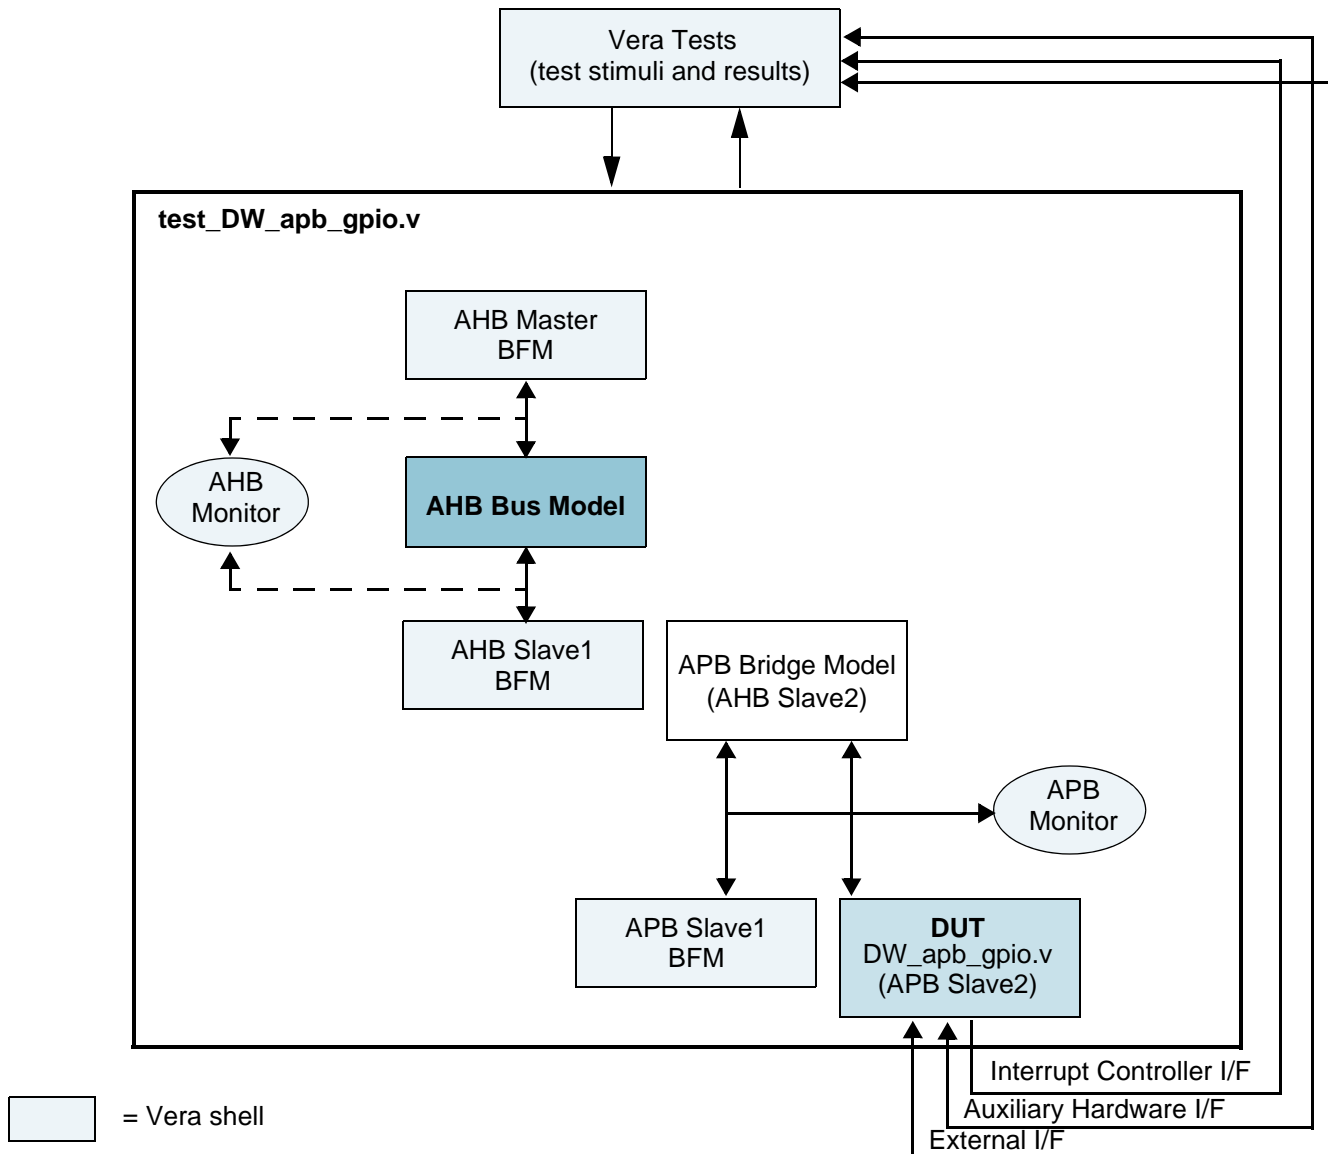 Vera Tests
(test stimuli and results)
test_DW_apb_gpio.v
AHB Master
BFM
AHB
Monitor
AHB Bus Model
AHB Slave1
BFM
APB Bridge Model
(AHB Slave2)
APB
Monitor
APB Slave1
BFM
DUT
DW_apb_gpio.v
(APB Slave2)
Interrupt Controller I/F
Auxiliary Hardware I/F
External I/F
= Vera shell